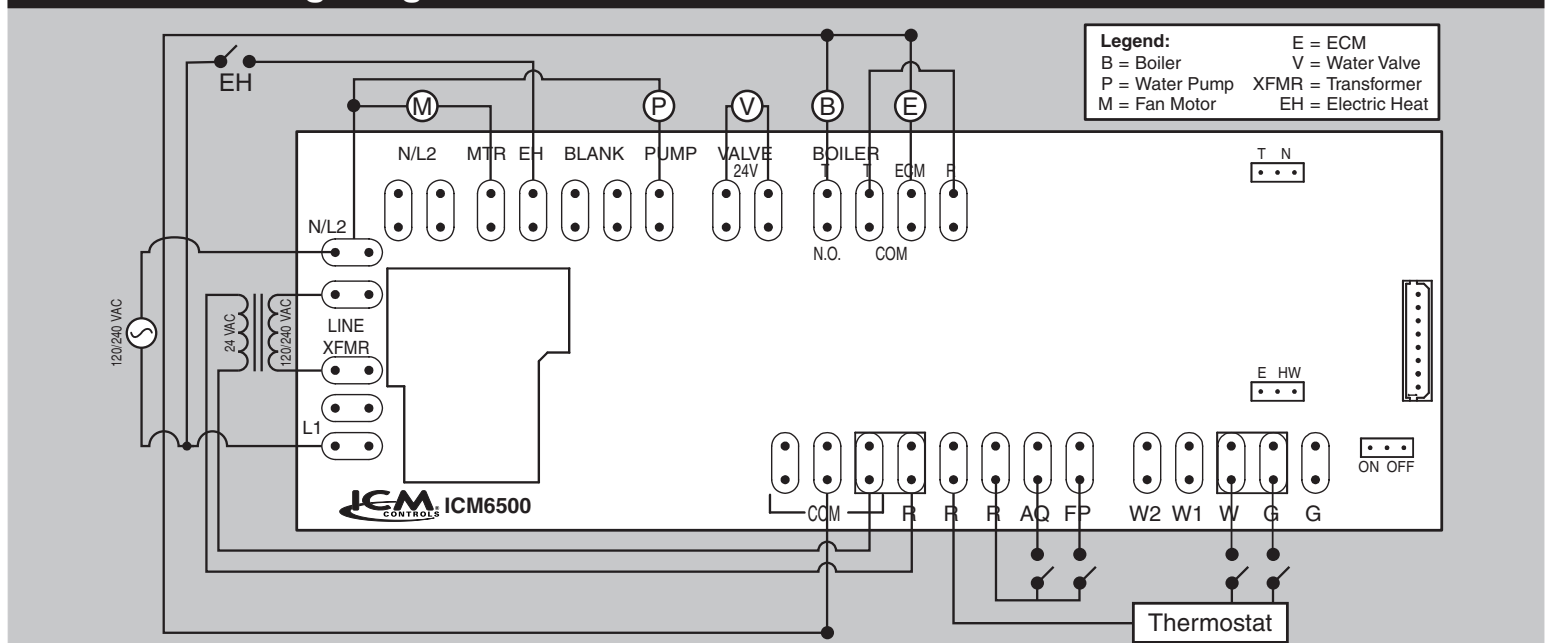 Legend:
B = Boiler
P = Water Pump
M = Fan Motor
E = ECM
V = Water Valve
XFMR = Transformer
EH = Electric Heat
EH
M
P
V
B
E
N/L2 MTR EH BLANK PUMP VALVE BOILER
24V T T ECM R
T N
N/L2
N.O. COM
120/240 VAC
24 VAC
120/240 VAC
LINE
XFMR
E HW
L1
ON OFF
ICM CONTROLS ICM6500
COM R R R AQ FP W2 W1 W G G
Thermostat